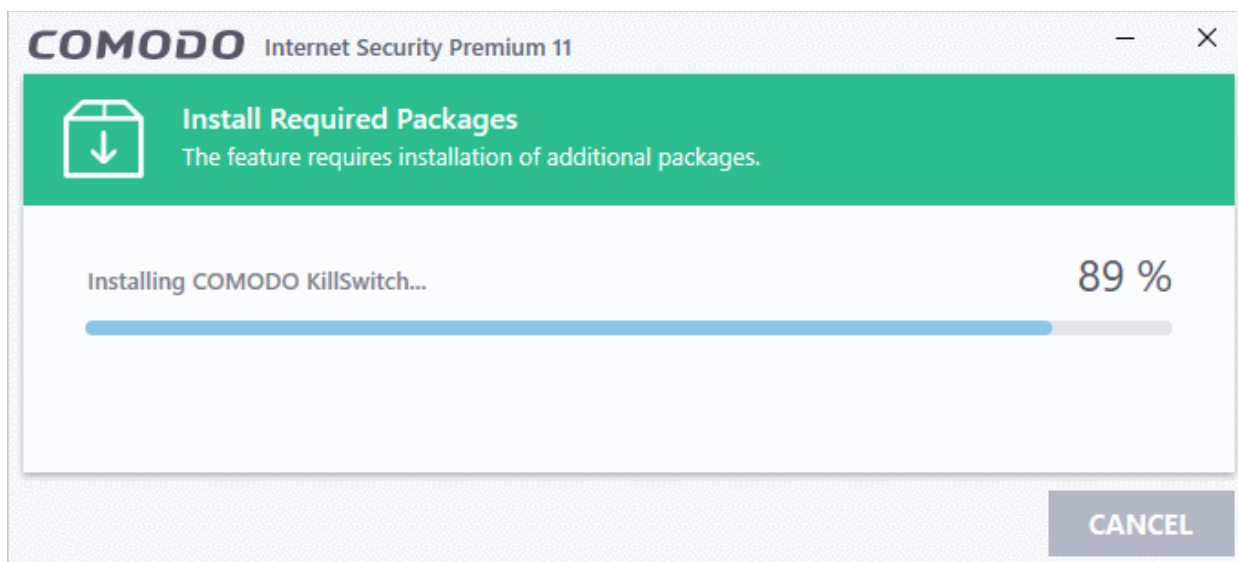 COMODO Internet Security Premium 11
Install Required Packages
The feature requires installation of additional packages.
Installing COMODO KillSwitch... 89 %
CANCEL